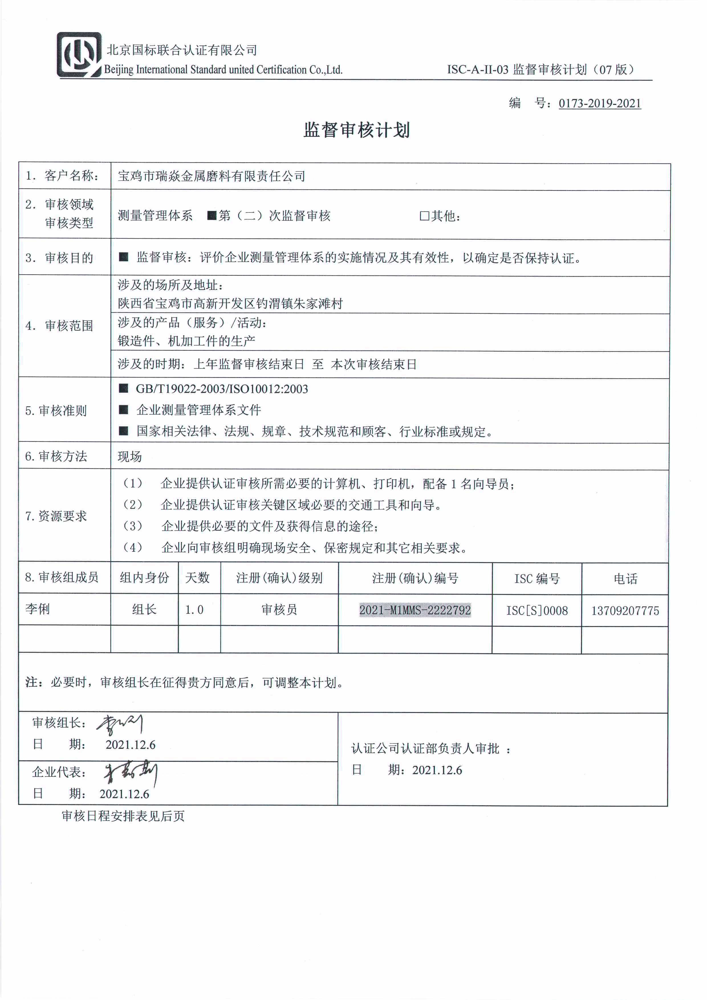 北京国标联合认证有限公司
Beijing International Standard united Certification Co.,Ltd.
ISC-A-II-03 监督审核计划（07 版）
编 号：0173-2019-2021
监督审核计划
1. 客户名称： 宝鸡市瑞焱金属磨料有限责任公司
2. 审核领域
审核类型
测量管理体系 ■第（二）次监督审核 □其他：
3. 审核目的 ■ 监督审核：评价企业测量管理体系的实施情况及其有效性，以确定是否保持认证。
4. 审核范围
涉及的场所及地址：
陕西省宝鸡市高新开发区钓渭镇朱家滩村
涉及的产品（服务）/活动：
锻造件、机加工件的生产
涉及的时期：上年监督审核结束日 至 本次审核结束日
5.审核准则
■ GB/T19022-2003/ISO10012:2003
■ 企业测量管理体系文件
■ 国家相关法律、法规、规章、技术规范和顾客、行业标准或规定。
6.审核方法 现场
7.资源要求
（1） 企业提供认证审核所需必要的计算机、打印机，配备 1 名向导员；
（2） 企业提供认证审核关键区域必要的交通工具和向导。
（3） 企业提供必要的文件及获得信息的途径；
（4） 企业向审核组明确现场安全、保密规定和其它相关要求。
8.审核组成员 组内身份 天数 注册(确认)级别 注册(确认)编号 ISC 编号 电话
李俐 组长 1.0 审核员 2021-M1MMS-2222792 ISC[S]0008 13709207775
注：必要时，审核组长在征得贵方同意后，可调整本计划。
审核组长：
日 期： 2021.12.6
企业代表：
日 期： 2021.12.6
认证公司认证部负责人审批 ：
日 期：2021.12.6
审核日程安排表见后页